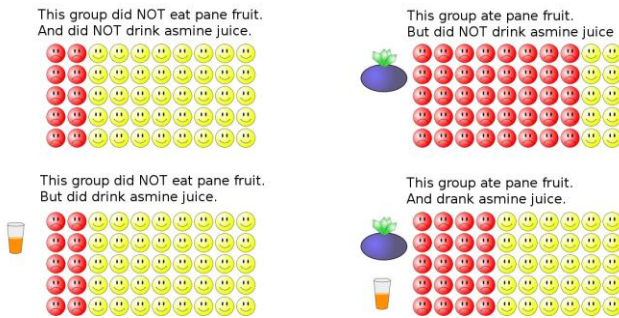 This group did NOT eat pane fruit.
And did NOT drink asmine juice.
This group ate pane fruit.
But did NOT drink asmine juice
This group did NOT eat pane fruit.
But did drink asmine juice.
This group ate pane fruit.
And drank asmine juice.